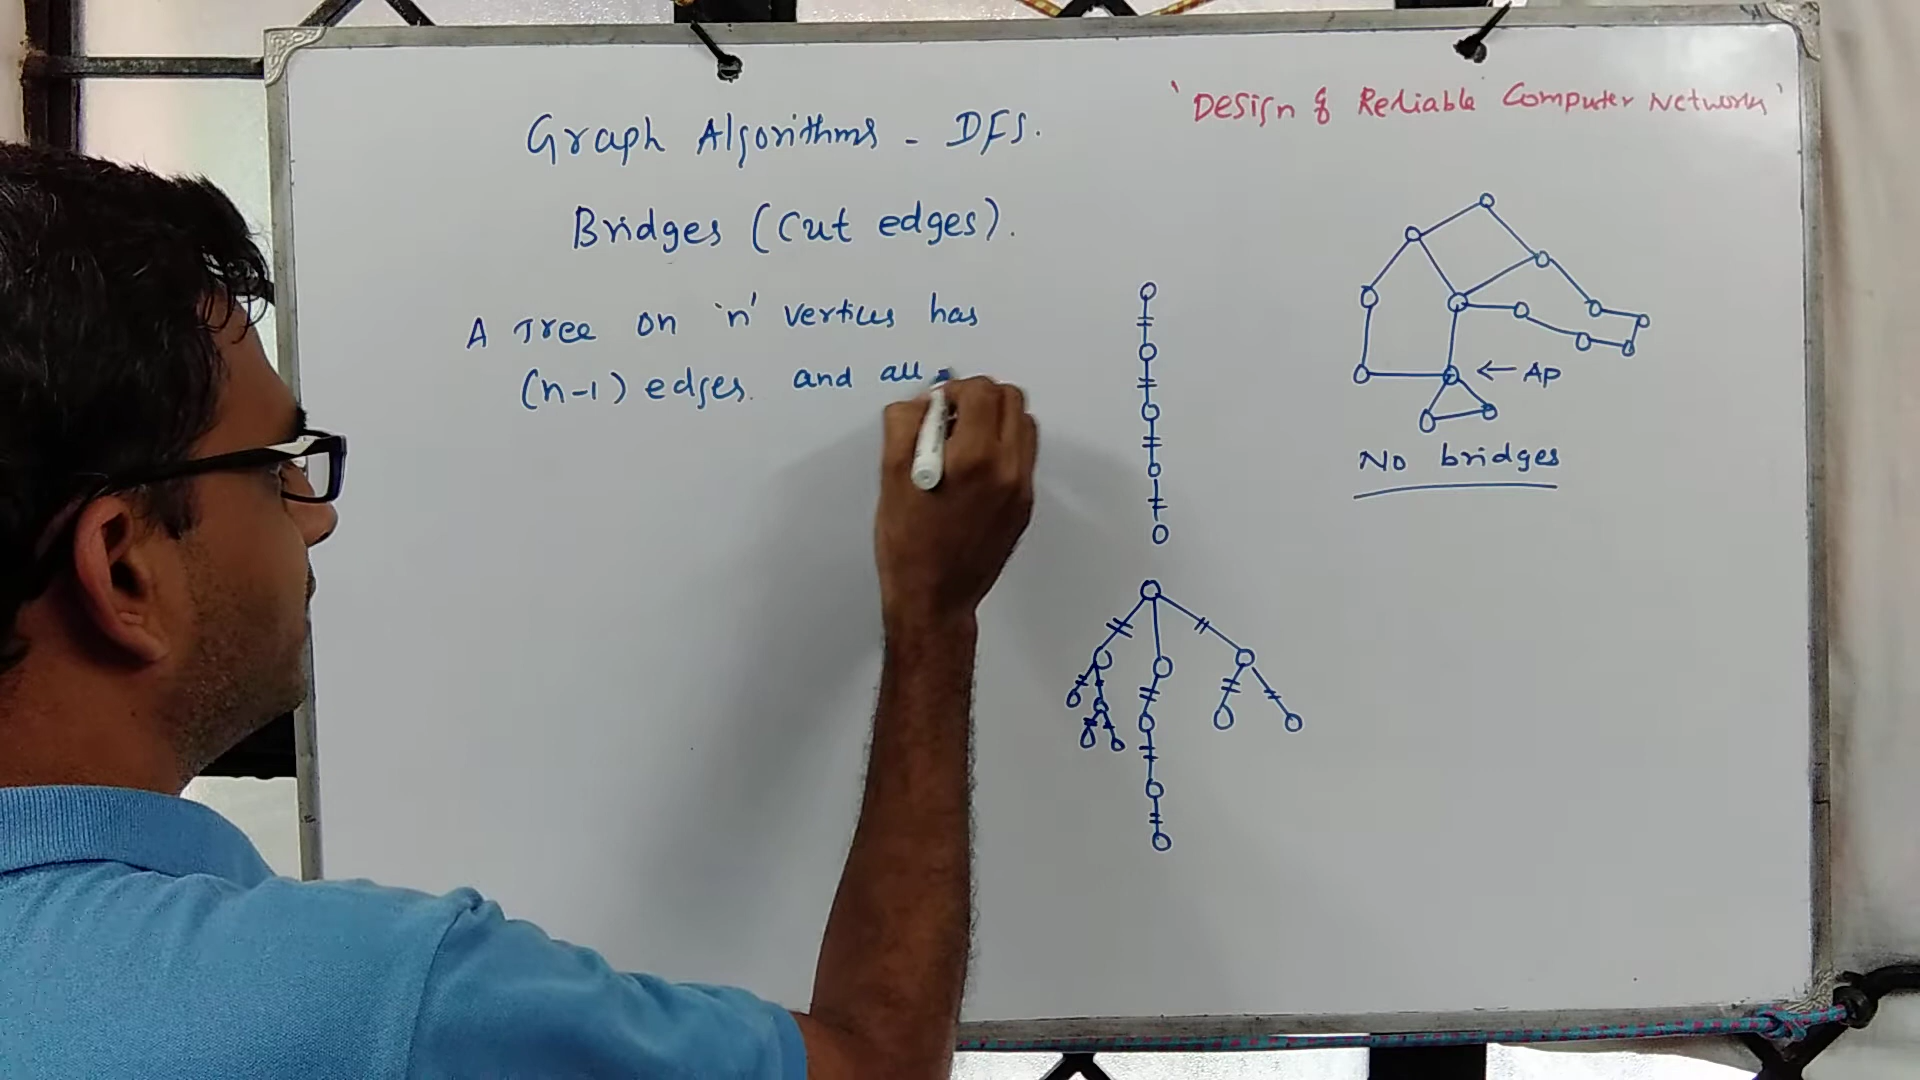 'Design of Reliable Computer Network'
Graph Algorithms - DFS.
Bridges (cut edges).
A Tree on 'n' vertices has
(n-1) edges. and all
← AP
No bridges